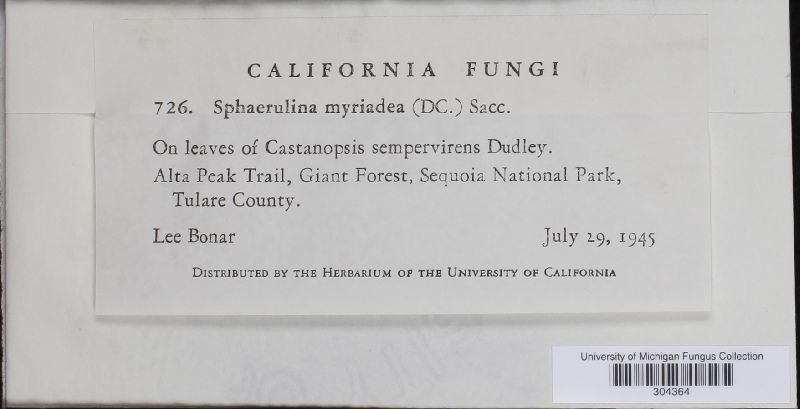 CALIFORNIA FUNGI
726. Sphaerulina myriadea (DC.) Sacc.
On leaves of Castanopsis sempervirens Dudley.
Alta Peak Trail, Giant Forest, Sequoia National Park,
Tulare County.
Lee Bonar July 29, 1945
DISTRIBUTED BY THE HERBARIUM OF THE UNIVERSITY OF CALIFORNIA
University of Michigan Fungus Collection
304364